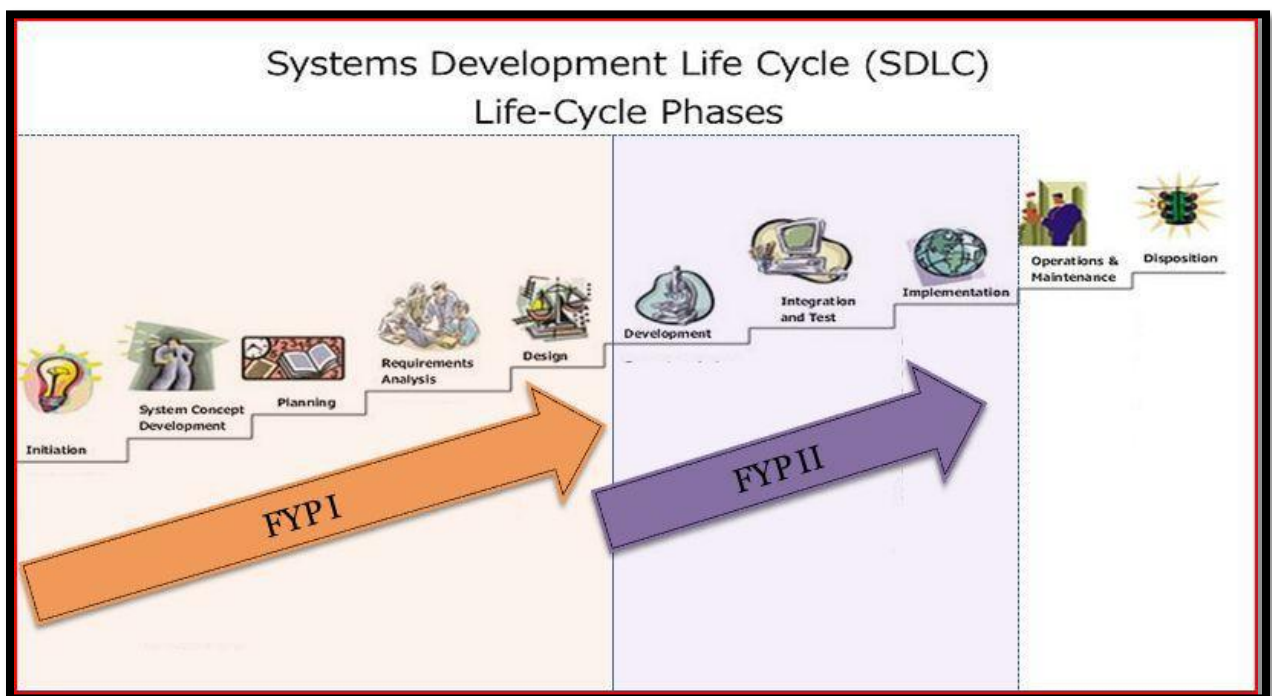 Systems Development Life Cycle (SDLC)
Life-Cycle Phases
Initiation
System Concept
Development
Planning
Requirements
Analysis
Design
Development
Integration
and Test
Implementation
Operations &
Maintenance
Disposition
FYP I
FYP II